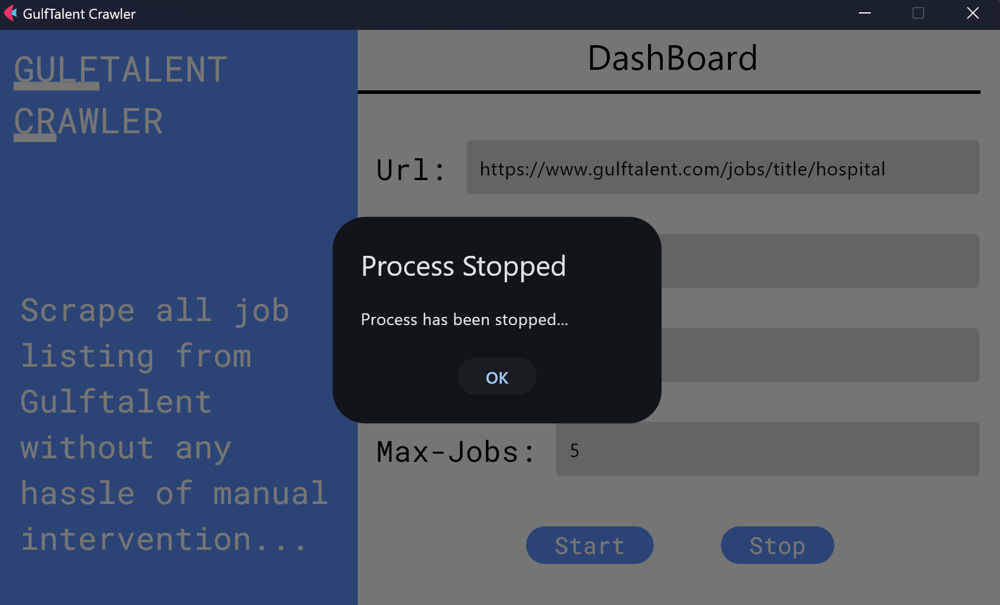 GulfTalent Crawler
GULFTALENT
CRAWLER
Scrape all job
listing from
Gulftalent
without any
hassle of manual
intervention...
DashBoard
Url: https://www.gulftalent.com/jobs/title/hospital
Process Stopped
Process has been stopped...
OK
Max-Jobs: 5
Start Stop